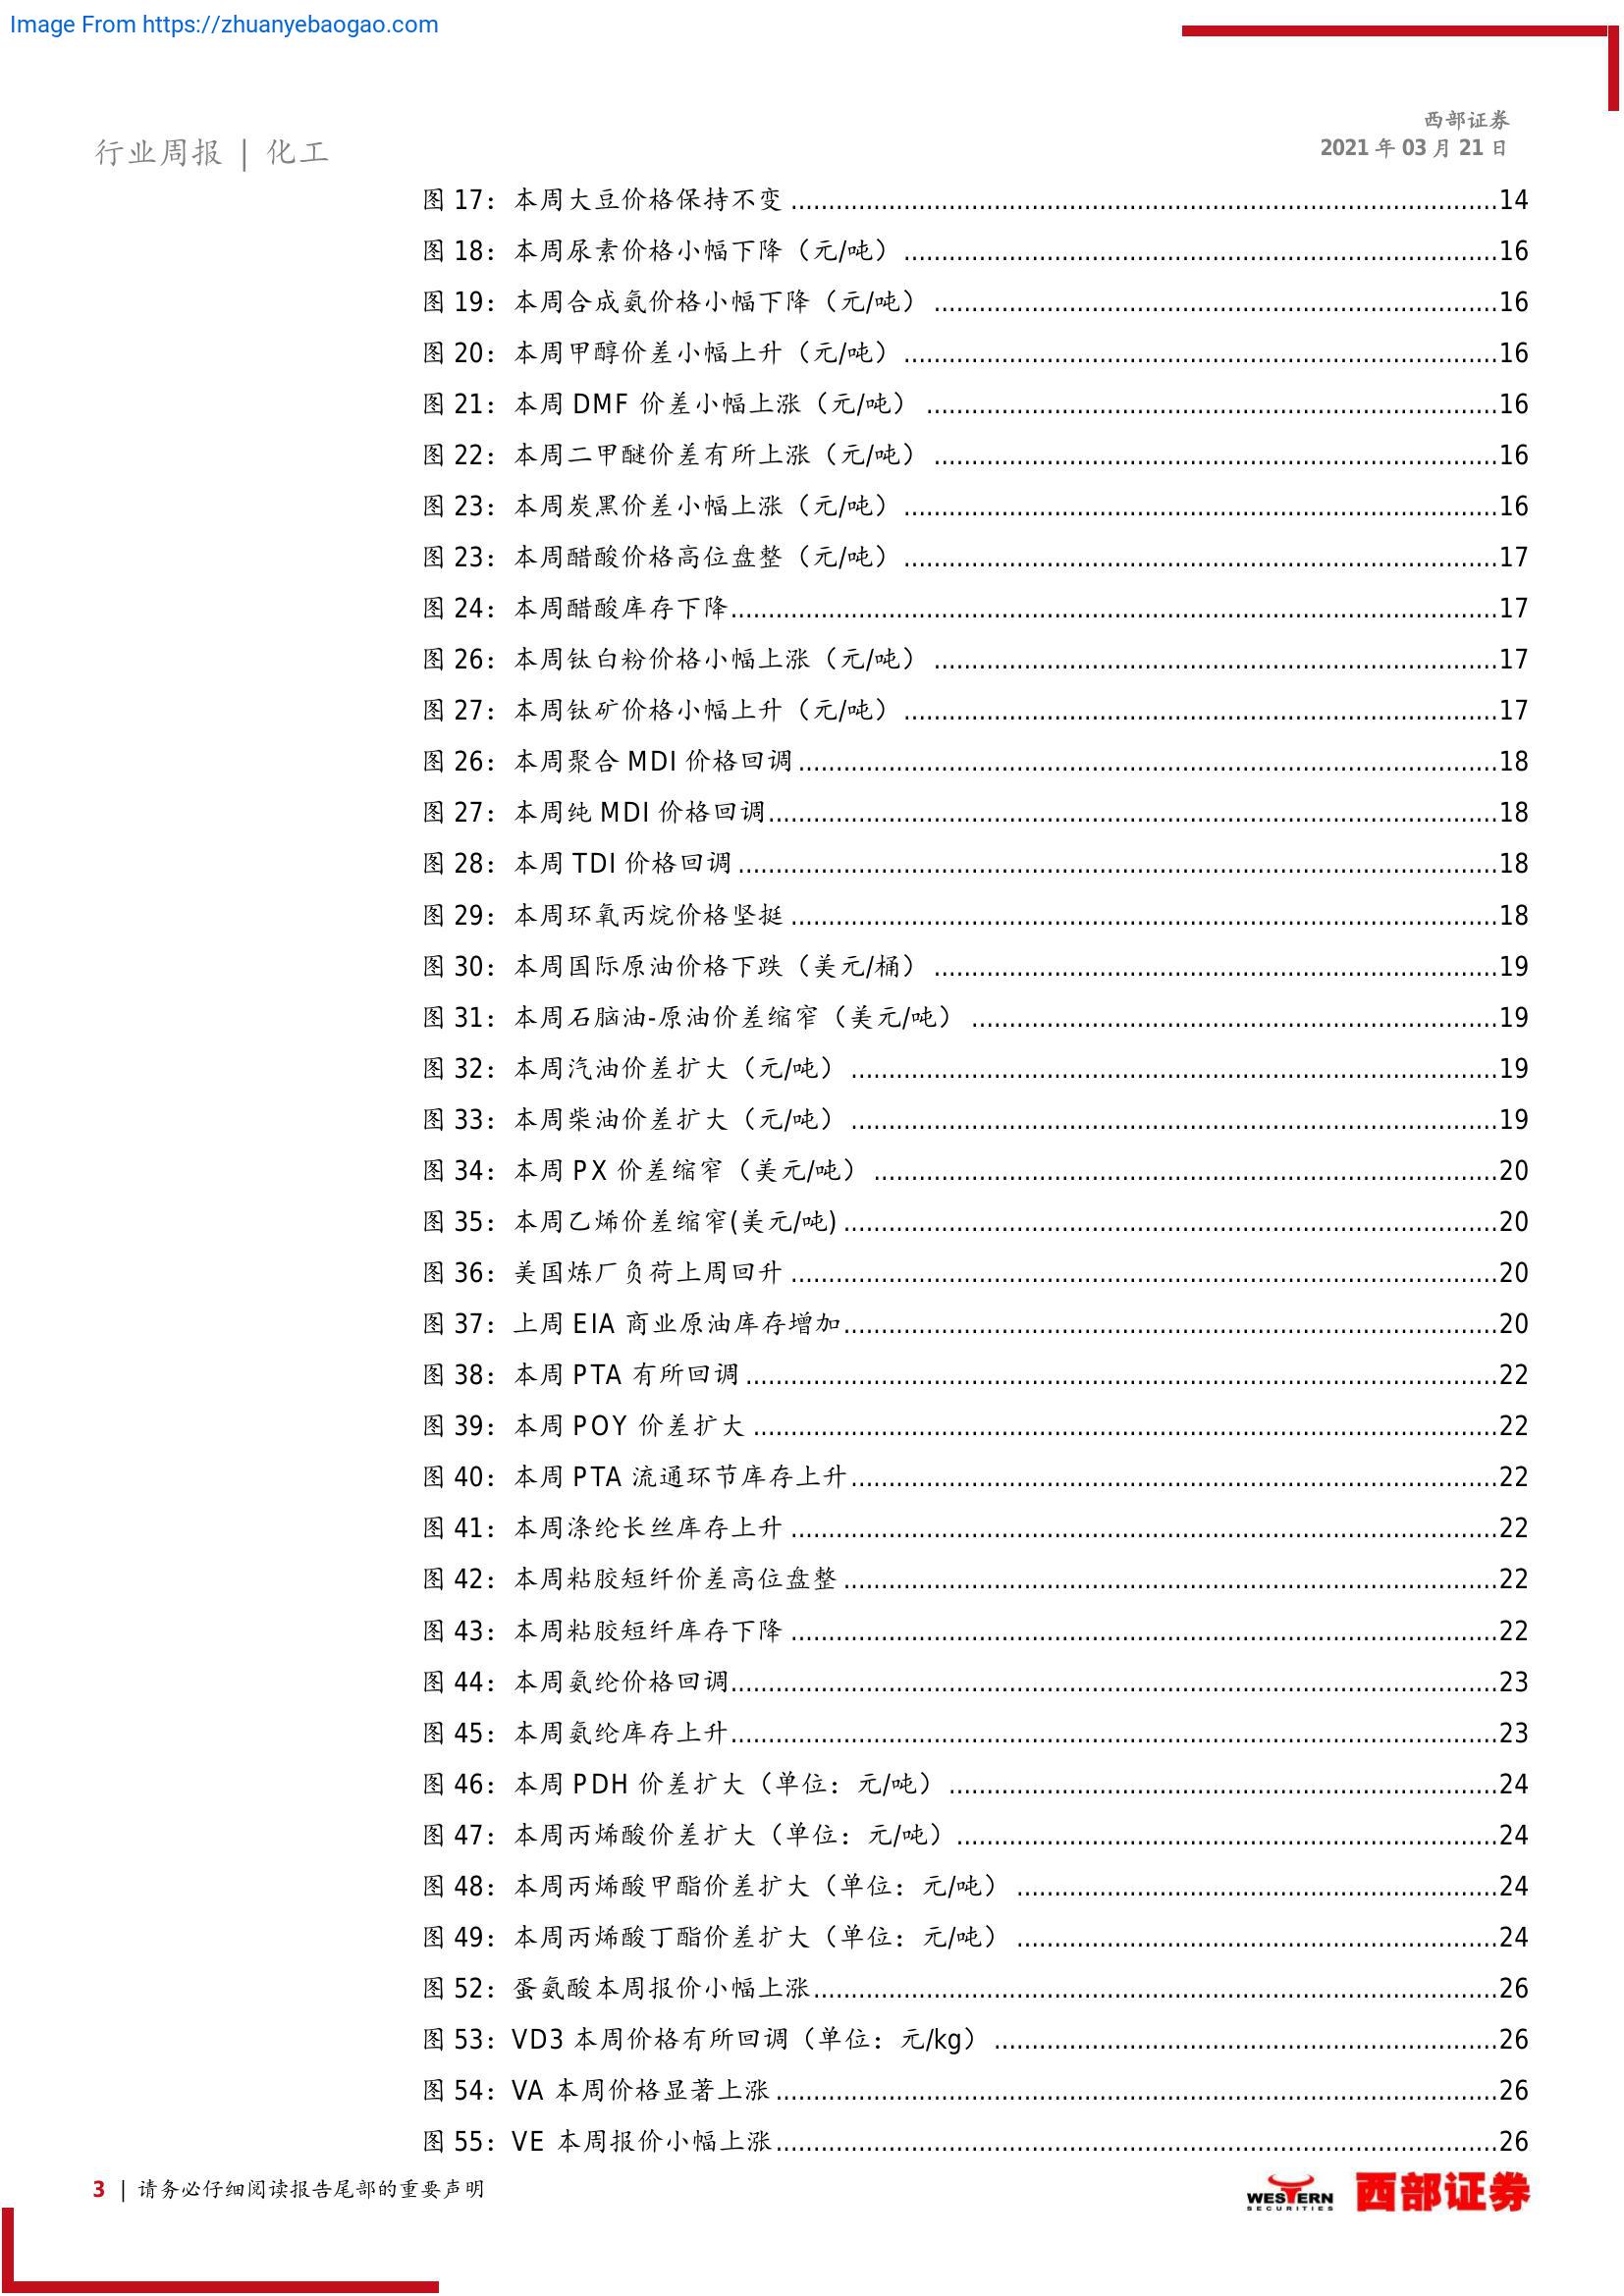 Image From https://zhuanyebaogao.com
西部证券
行业周报 | 化工
2021 年 03 月 21 日
图 17：本周大豆价格保持不变 ........................14
图 18：本周尿素价格小幅下降（元/吨） ........................16
图 19：本周合成氨价格小幅下降（元/吨） ........................16
图 20：本周甲醇价差小幅上升（元/吨） ........................16
图 21：本周 DMF 价差小幅上涨（元/吨） ........................16
图 22：本周二甲醚价差有所上涨（元/吨） ........................16
图 23：本周炭黑价差小幅上涨（元/吨） ........................16
图 23：本周醋酸价格高位盘整（元/吨） ........................17
图 24：本周醋酸库存下降........................17
图 26：本周钛白粉价格小幅上涨（元/吨） ........................17
图 27：本周钛矿价格小幅上升（元/吨） ........................17
图 26：本周聚合 MDI 价格回调........................18
图 27：本周纯 MDI 价格回调........................18
图 28：本周 TDI 价格回调........................18
图 29：本周环氧丙烷价格坚挺 ........................18
图 30：本周国际原油价格下跌（美元/桶） ........................19
图 31：本周石脑油-原油价差缩窄（美元/吨） ........................19
图 32：本周汽油价差扩大（元/吨） ........................19
图 33：本周柴油价差扩大（元/吨） ........................19
图 34：本周 PX 价差缩窄（美元/吨） ........................20
图 35：本周乙烯价差缩窄(美元/吨) ........................20
图 36：美国炼厂负荷上周回升 ........................20
图 37：上周 EIA 商业原油库存增加........................20
图 38：本周 PTA 有所回调 ........................22
图 39：本周 POY 价差扩大 ........................22
图 40：本周 PTA 流通环节库存上升........................22
图 41：本周涤纶长丝库存上升 ........................22
图 42：本周粘胶短纤价差高位盘整 ........................22
图 43：本周粘胶短纤库存下降 ........................22
图 44：本周氨纶价格回调........................23
图 45：本周氨纶库存上升........................23
图 46：本周 PDH 价差扩大（单位：元/吨） ........................24
图 47：本周丙烯酸价差扩大（单位：元/吨）........................24
图 48：本周丙烯酸甲酯价差扩大（单位：元/吨） ........................24
图 49：本周丙烯酸丁酯价差扩大（单位：元/吨） ........................24
图 52：蛋氨酸本周报价小幅上涨........................26
图 53：VD3 本周价格有所回调（单位：元/kg） ........................26
图 54：VA 本周价格显著上涨........................26
图 55：VE 本周报价小幅上涨........................26
3 | 请务必仔细阅读报告尾部的重要声明
WESTERN
SECURITIES
西部证券